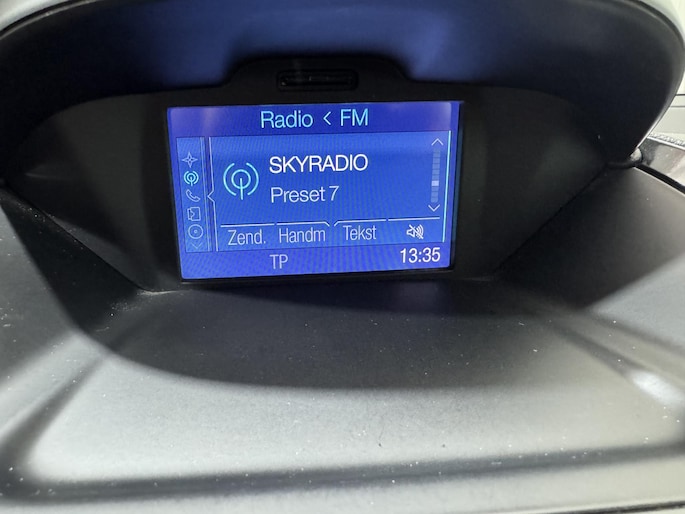 Radio < FM
SKYRADIO
Preset 7
Zend. Handm Tekst
TP 13:35